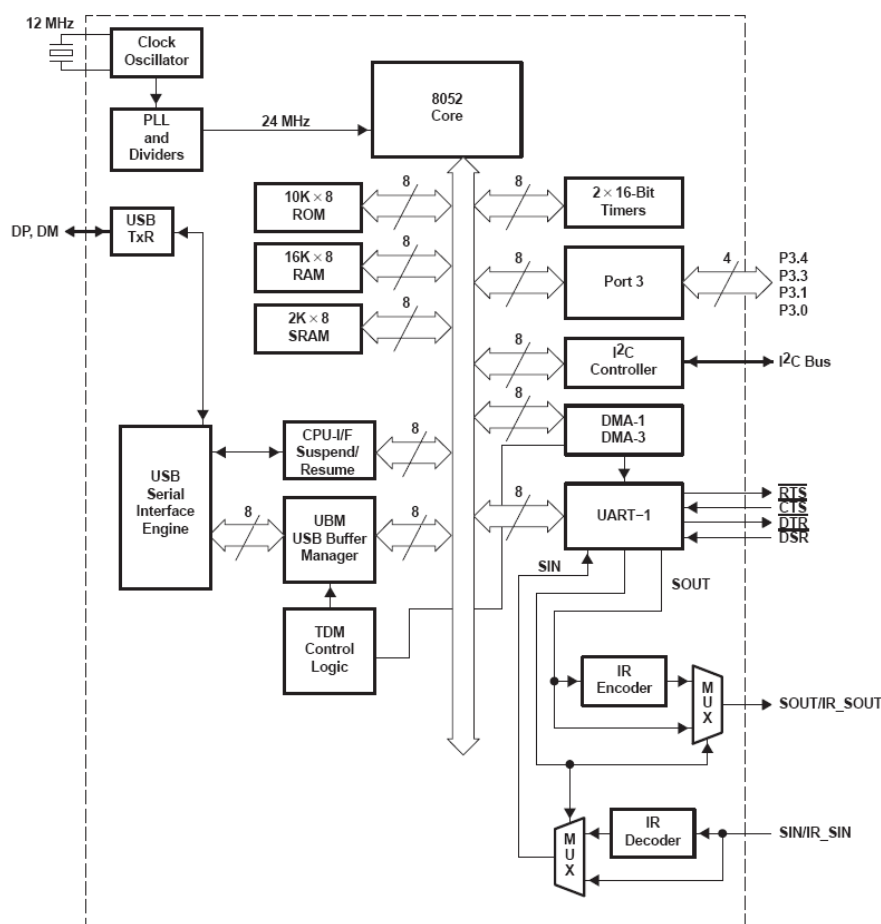 12 MHz
Clock
Oscillator
PLL
and
Dividers
24 MHz
8052
Core
10K × 8
ROM
8
8
2 × 16-Bit
Timers
DP, DM
USB
TxR
16K × 8
RAM
8
8
Port 3
4
P3.4
P3.3
P3.1
P3.0
2K × 8
SRAM
8
8
I²C
Controller
I²C Bus
8
DMA-1
DMA-3
USB
Serial
Interface
Engine
CPU-I/F
Suspend/
Resume
8
8
UBM
USB Buffer
Manager
8
8
UART–1
RTS
CTS
DTR
DSR
SIN
SOUT
TDM
Control
Logic
IR
Encoder
M
U
X
SOUT/IR_SOUT
M
U
X
IR
Decoder
SIN/IR_SIN